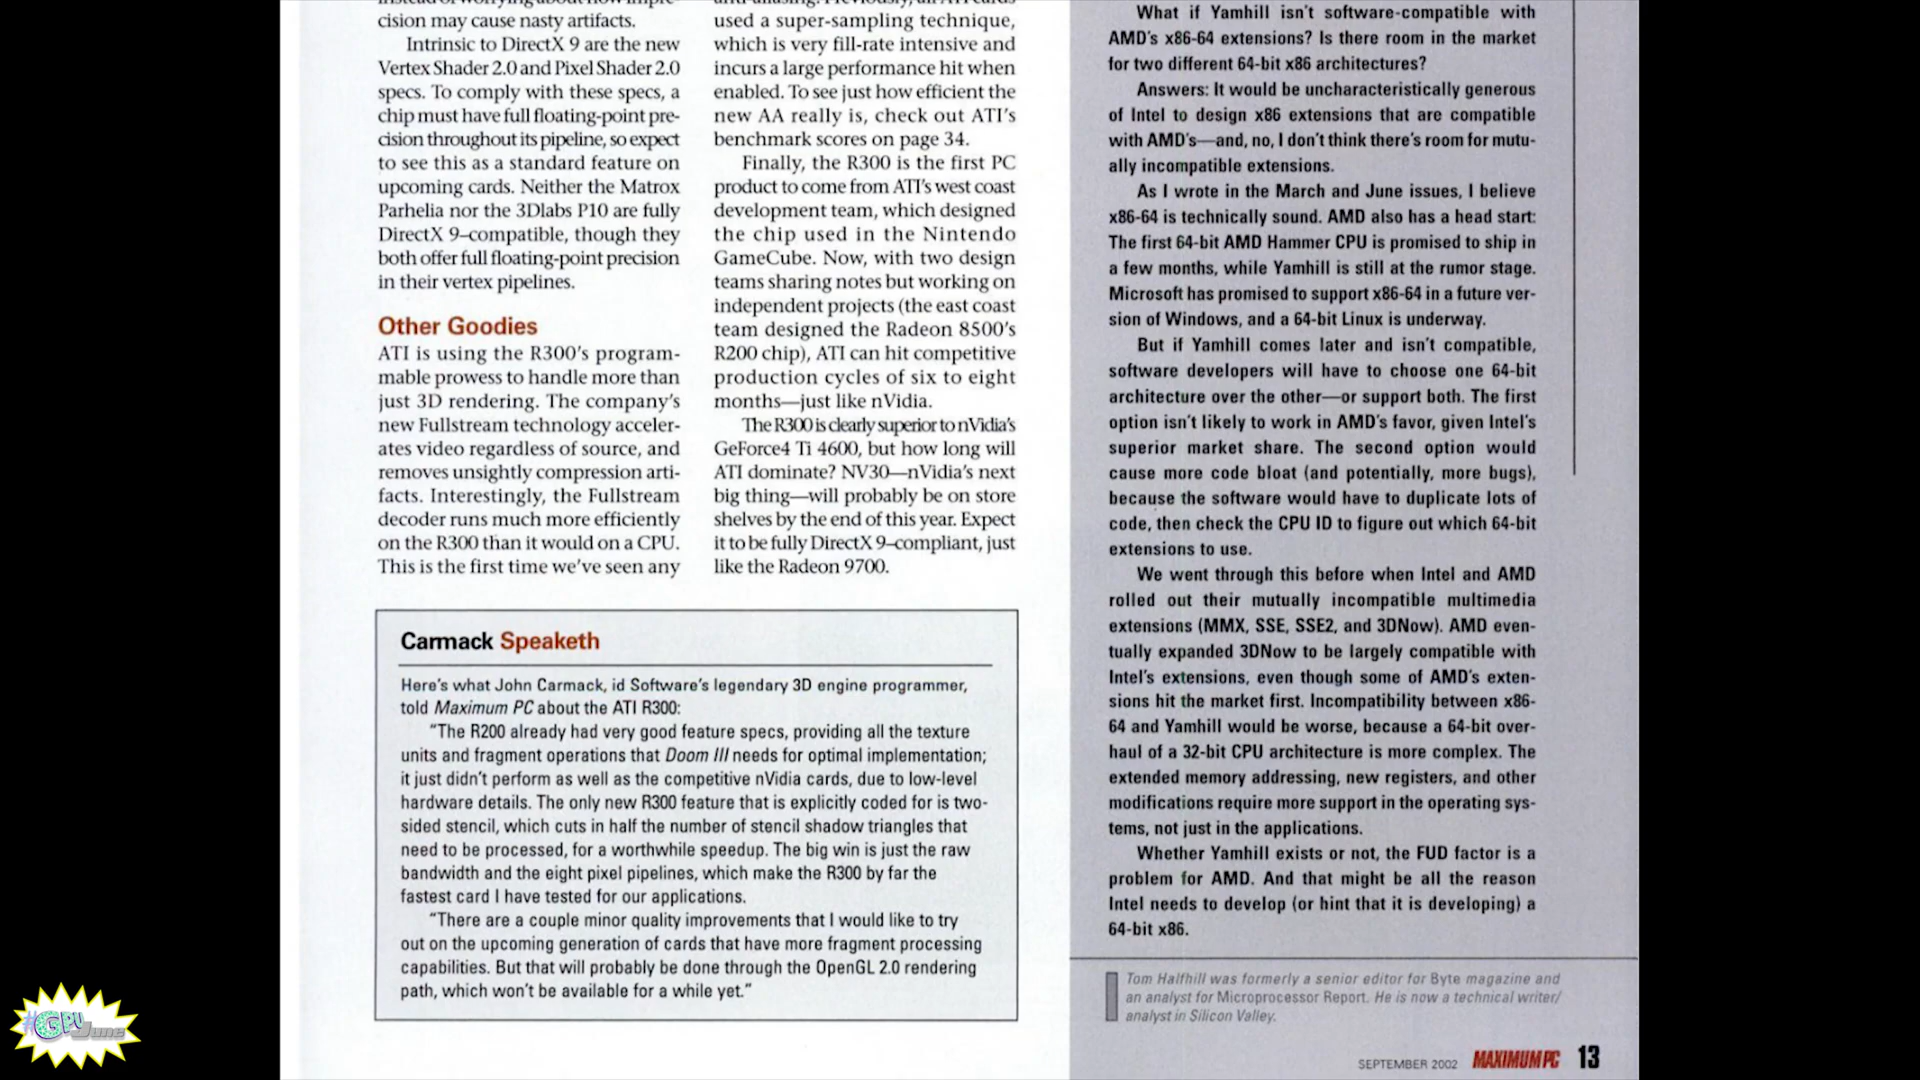 cision may cause nasty artifacts.
Intrinsic to DirectX 9 are the new
Vertex Shader 2.0 and Pixel Shader 2.0
specs. To comply with these specs, a
chip must have full floating-point pre-
cision throughout its pipeline, so expect
to see this as a standard feature on
upcoming cards. Neither the Matrox
Parhelia nor the 3Dlabs P10 are fully
DirectX 9–compatible, though they
both offer full floating-point precision
in their vertex pipelines.
Other Goodies
ATI is using the R300's program-
mable prowess to handle more than
just 3D rendering. The company's
new Fullstream technology acceler-
ates video regardless of source, and
removes unsightly compression arti-
facts. Interestingly, the Fullstream
decoder runs much more efficiently
on the R300 than it would on a CPU.
This is the first time we've seen any
used a super-sampling technique,
which is very fill-rate intensive and
incurs a large performance hit when
enabled. To see just how efficient the
new AA really is, check out ATI's
benchmark scores on page 34.
Finally, the R300 is the first PC
product to come from ATI's west coast
development team, which designed
the chip used in the Nintendo
GameCube. Now, with two design
teams sharing notes but working on
independent projects (the east coast
team designed the Radeon 8500's
R200 chip), ATI can hit competitive
production cycles of six to eight
months—just like nVidia.
The R300 is clearly superior to nVidia's
GeForce4 Ti 4600, but how long will
ATI dominate? NV30—nVidia's next
big thing—will probably be on store
shelves by the end of this year. Expect
it to be fully DirectX 9–compliant, just
like the Radeon 9700.
Carmack Speaketh
Here's what John Carmack, id Software's legendary 3D engine programmer,
told Maximum PC about the ATI R300:
"The R200 already had very good feature specs, providing all the texture
units and fragment operations that Doom III needs for optimal implementation;
it just didn't perform as well as the competitive nVidia cards, due to low-level
hardware details. The only new R300 feature that is explicitly coded for is two-
sided stencil, which cuts in half the number of stencil shadow triangles that
need to be processed, for a worthwhile speedup. The big win is just the raw
bandwidth and the eight pixel pipelines, which make the R300 by far the
fastest card I have tested for our applications.
"There are a couple minor quality improvements that I would like to try
out on the upcoming generation of cards that have more fragment processing
capabilities. But that will probably be done through the OpenGL 2.0 rendering
path, which won't be available for a while yet."
What if Yamhill isn't software-compatible with
AMD's x86-64 extensions? Is there room in the market
for two different 64-bit x86 architectures?
Answers: It would be uncharacteristically generous
of Intel to design x86 extensions that are compatible
with AMD's—and, no, I don't think there's room for mutu-
ally incompatible extensions.
As I wrote in the March and June issues, I believe
x86-64 is technically sound. AMD also has a head start:
The first 64-bit AMD Hammer CPU is promised to ship in
a few months, while Yamhill is still at the rumor stage.
Microsoft has promised to support x86-64 in a future ver-
sion of Windows, and a 64-bit Linux is underway.
But if Yamhill comes later and isn't compatible,
software developers will have to choose one 64-bit
architecture over the other—or support both. The first
option isn't likely to work in AMD's favor, given Intel's
superior market share. The second option would
cause more code bloat (and potentially, more bugs),
because the software would have to duplicate lots of
code, then check the CPU ID to figure out which 64-bit
extensions to use.
We went through this before when Intel and AMD
rolled out their mutually incompatible multimedia
extensions (MMX, SSE, SSE2, and 3DNow). AMD even-
tually expanded 3DNow to be largely compatible with
Intel's extensions, even though some of AMD's exten-
sions hit the market first. Incompatibility between x86-
64 and Yamhill would be worse, because a 64-bit over-
haul of a 32-bit CPU architecture is more complex. The
extended memory addressing, new registers, and other
modifications require more support in the operating sys-
tems, not just in the applications.
Whether Yamhill exists or not, the FUD factor is a
problem for AMD. And that might be all the reason
Intel needs to develop (or hint that it is developing) a
64-bit x86.
Tom Halfhill was formerly a senior editor for Byte magazine and
an analyst for Microprocessor Report. He is now a technical writer/
analyst in Silicon Valley.
SEPTEMBER 2002 MAXIMUMPC 13
#GPUJune